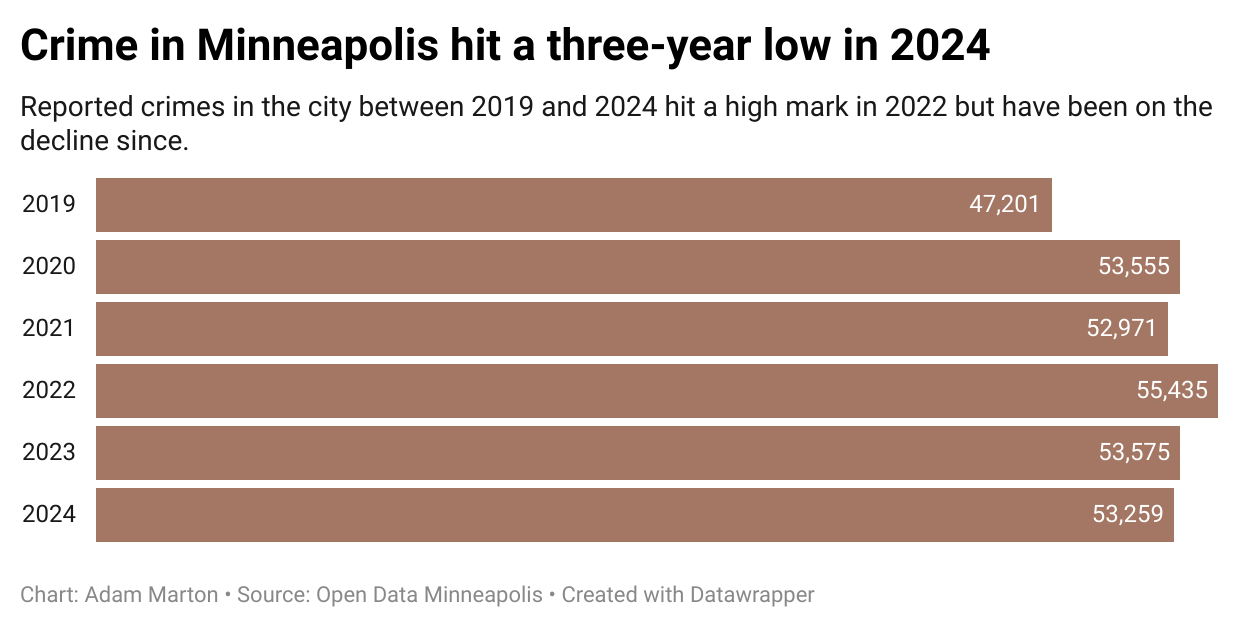 Crime in Minneapolis hit a three-year low in 2024
Reported crimes in the city between 2019 and 2024 hit a high mark in 2022 but have been on the
decline since.
2019 47,201
2020 53,555
2021 52,971
2022 55,435
2023 53,575
2024 53,259
Chart: Adam Marton • Source: Open Data Minneapolis • Created with Datawrapper